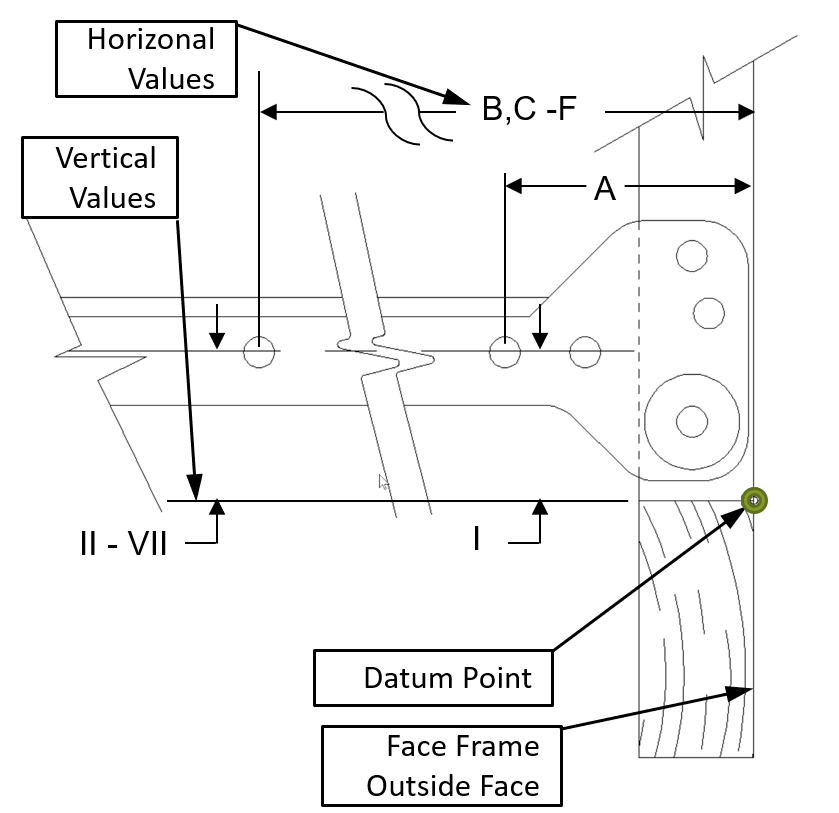 Horizonal
Values
B,C -F
Vertical
Values
A
II - VII
I
Datum Point
Face Frame
Outside Face